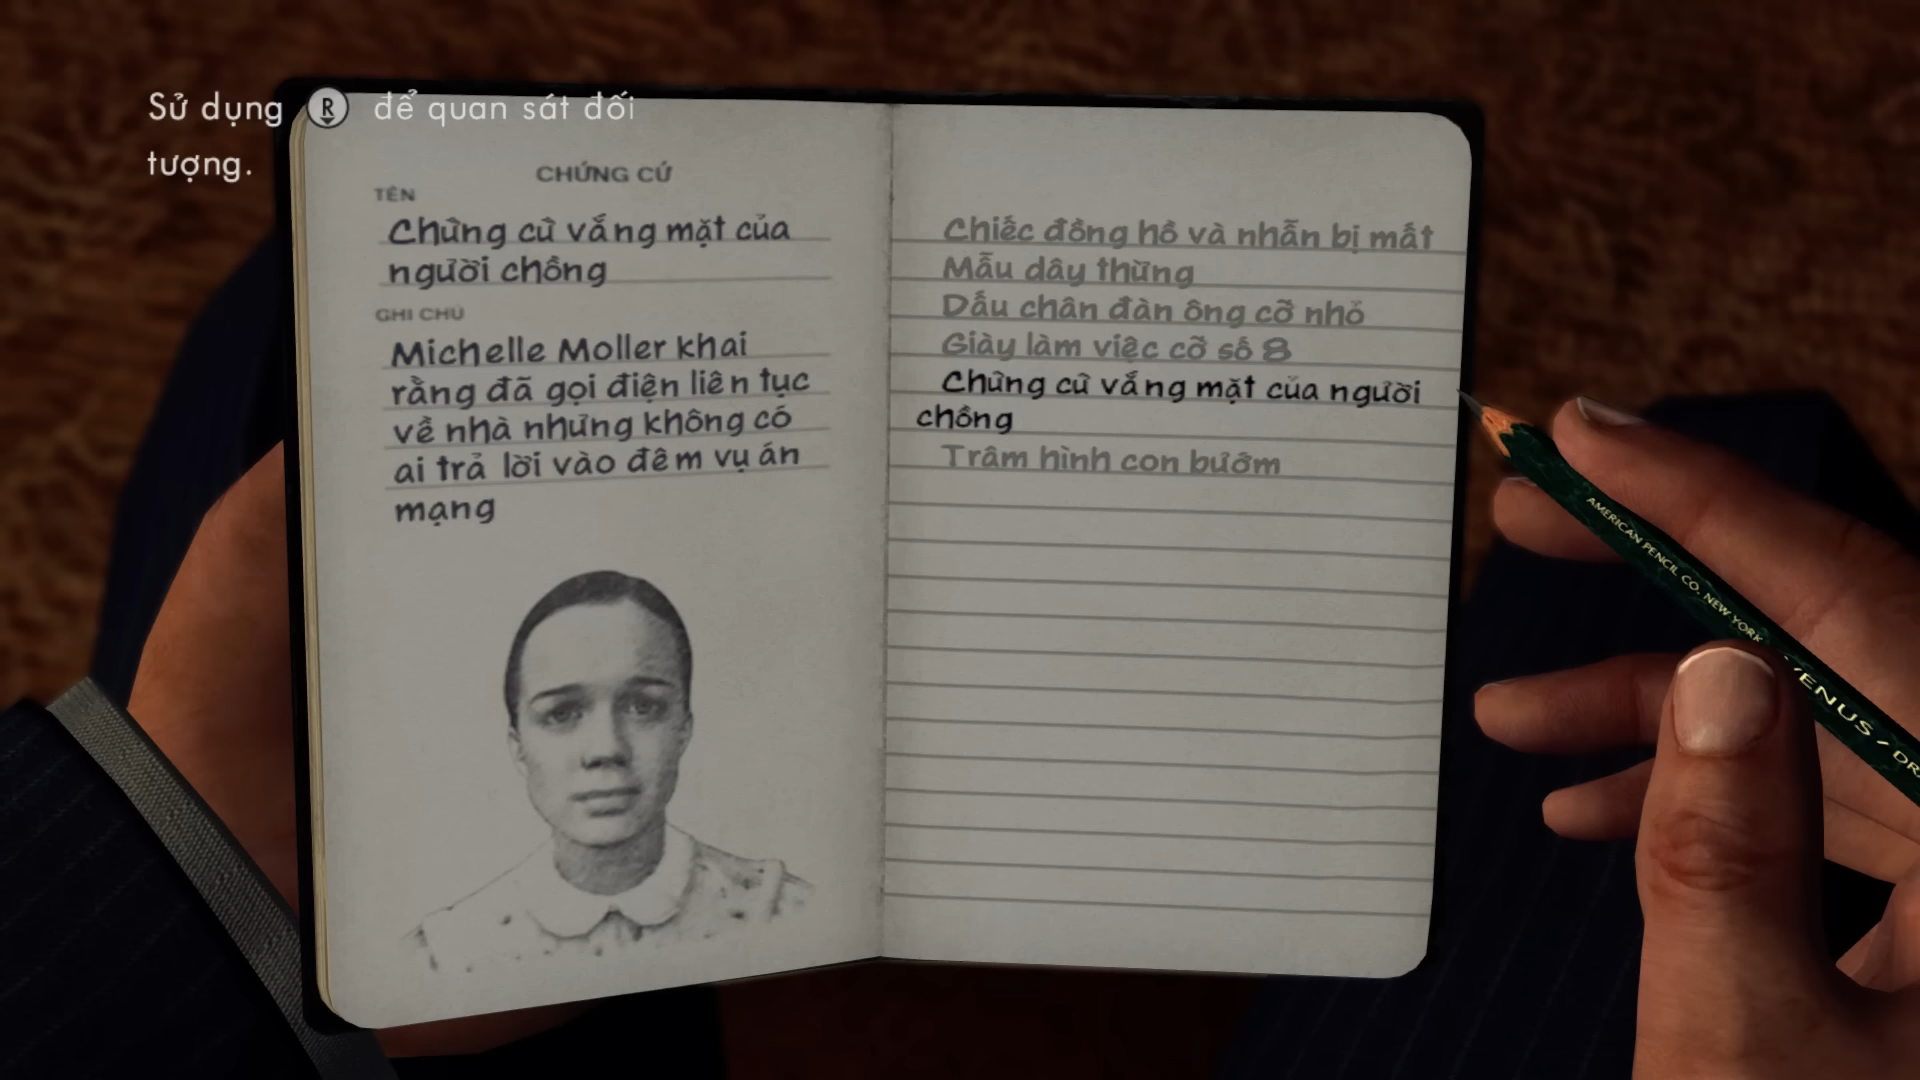 Sử dụng R để quan sát đối
tượng.
CHỨNG CỨ
TÊN
Chứng cứ vắng mặt của
người chồng
GHI CHÚ
Michelle Moller khai
rằng đã gọi điện liên tục
về nhà nhưng không có
ai trả lời vào đêm vụ án
mạng
Chiếc đồng hồ và nhẫn bị mất
Mẫu dây thừng
Dấu chân đàn ông cỡ nhỏ
Giày làm việc cỡ số 8
Chứng cứ vắng mặt của người
chồng
Trâm hình con bướm
AMERICAN PENCIL CO. NEW YORK
VENUS / DR